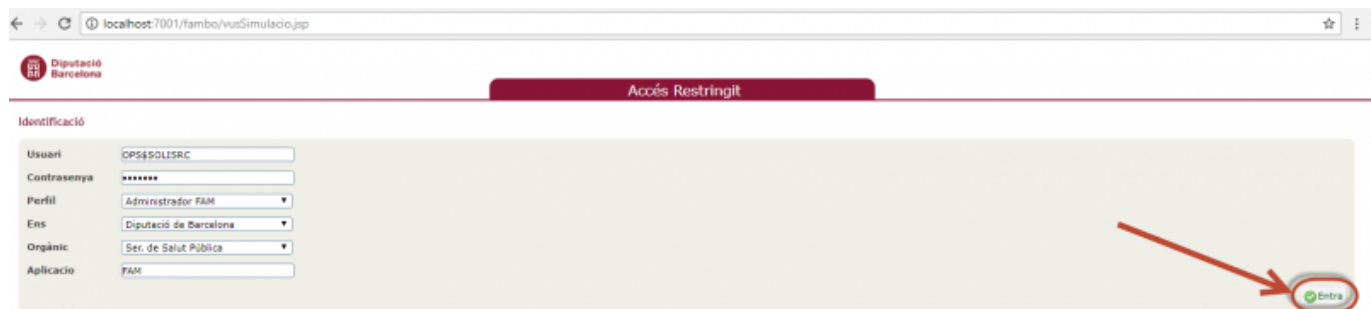 localhost:7001/fambo/vusSimulacio.jsp
Diputació
Barcelona
Accés Restringit
Identificació
Usuari OPS$SOLISRC
Contrasenya •••••••
Perfil Administrador FAM
Ens Diputació de Barcelona
Orgànic Ser. de Salut Pública
Aplicacio FAM
Entra